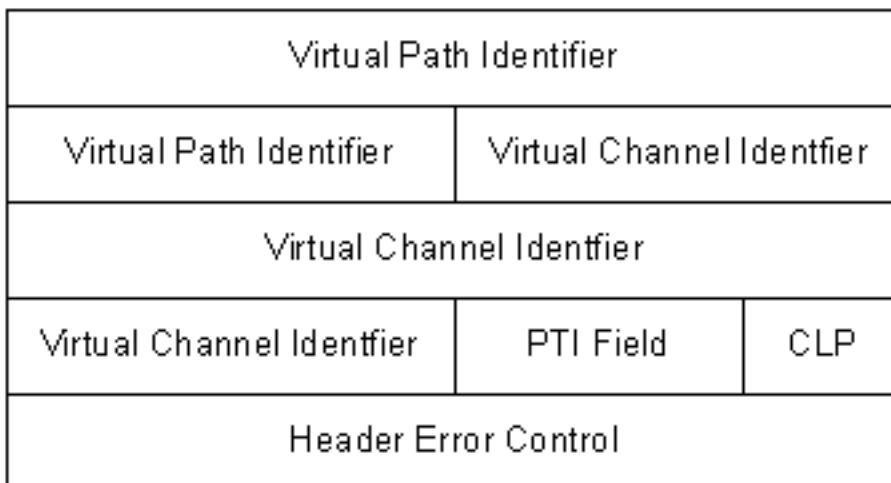 Virtual Path Identifier
Virtual Path Identifier Virtual Channel Identfier
Virtual Channel Identfier
Virtual Channel Identfier PTI Field CLP
Header Error Control